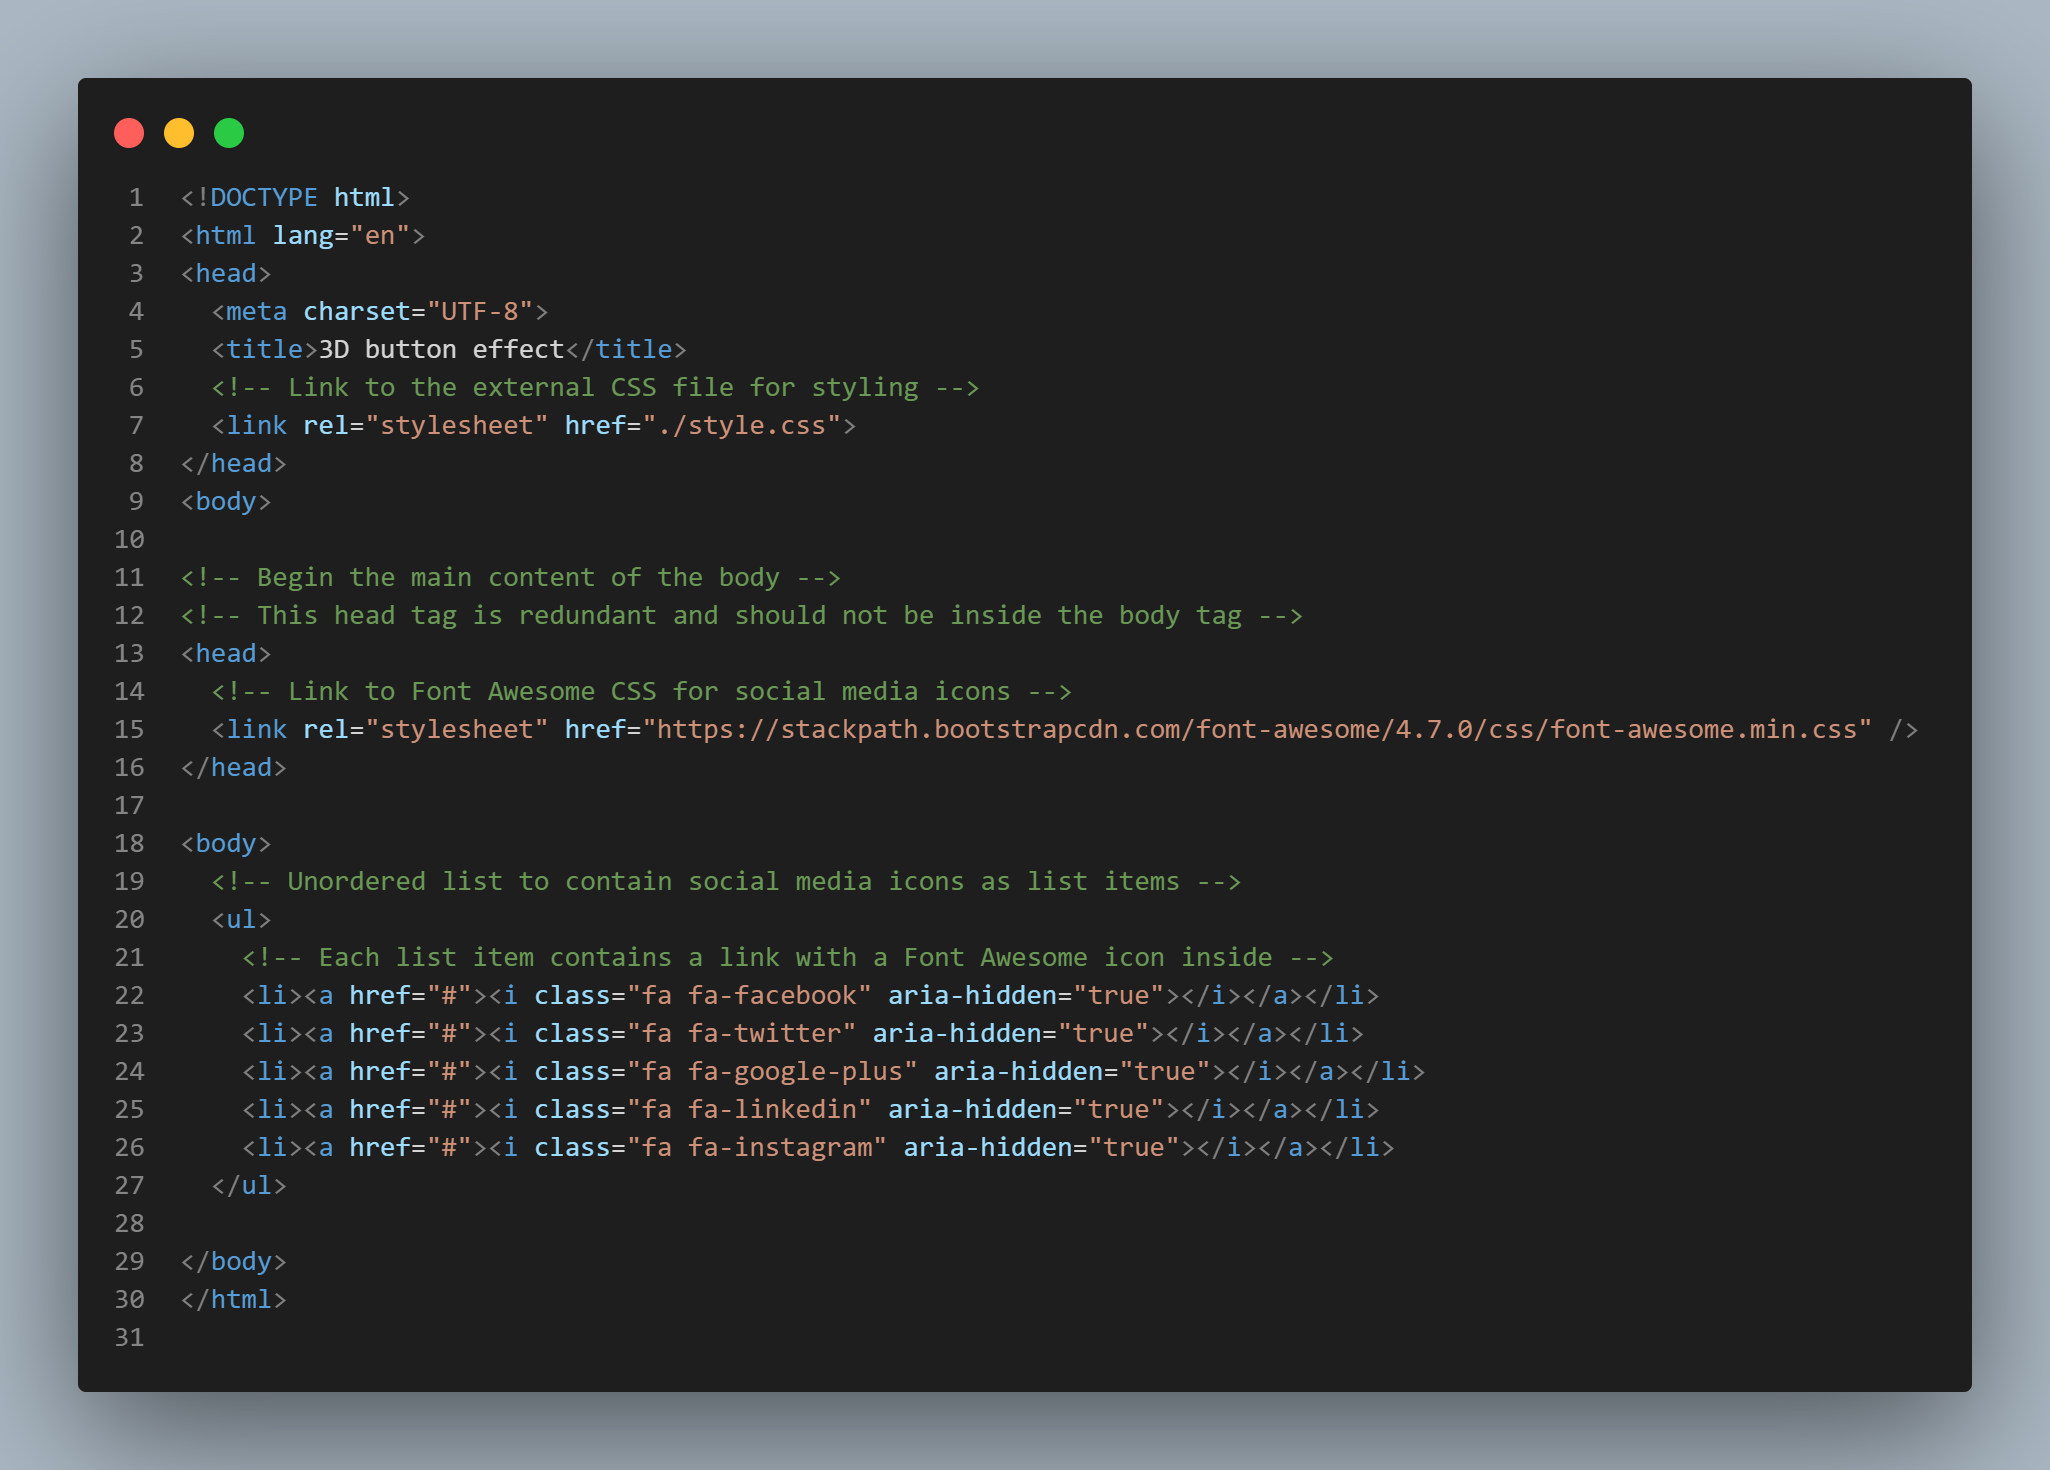 1 <!DOCTYPE html>
2 <html lang="en">
3 <head>
4   <meta charset="UTF-8">
5   <title>3D button effect</title>
6   <!-- Link to the external CSS file for styling -->
7   <link rel="stylesheet" href="./style.css">
8 </head>
9 <body>
10
11 <!-- Begin the main content of the body -->
12 <!-- This head tag is redundant and should not be inside the body tag -->
13 <head>
14   <!-- Link to Font Awesome CSS for social media icons -->
15   <link rel="stylesheet" href="https://stackpath.bootstrapcdn.com/font-awesome/4.7.0/css/font-awesome.min.css" />
16 </head>
17
18 <body>
19   <!-- Unordered list to contain social media icons as list items -->
20   <ul>
21     <!-- Each list item contains a link with a Font Awesome icon inside -->
22     <li><a href="#"><i class="fa fa-facebook" aria-hidden="true"></i></a></li>
23     <li><a href="#"><i class="fa fa-twitter" aria-hidden="true"></i></a></li>
24     <li><a href="#"><i class="fa fa-google-plus" aria-hidden="true"></i></a></li>
25     <li><a href="#"><i class="fa fa-linkedin" aria-hidden="true"></i></a></li>
26     <li><a href="#"><i class="fa fa-instagram" aria-hidden="true"></i></a></li>
27   </ul>
28
29 </body>
30 </html>
31